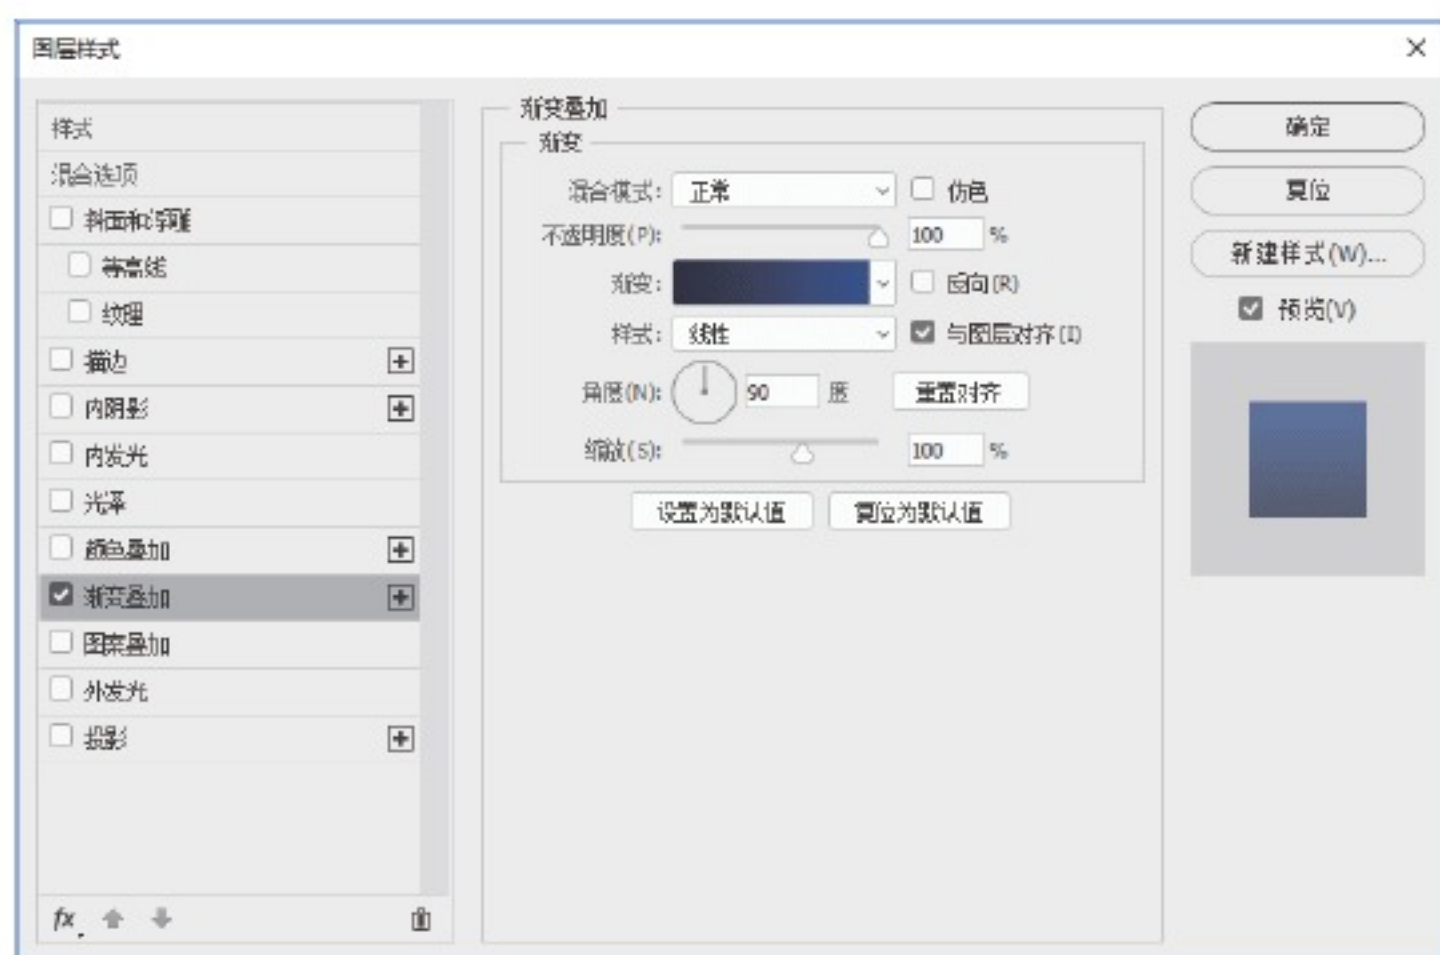 图层样式
样式
混合选项
斜面和浮雕
等高线
纹理
描边
内阴影
内发光
光泽
颜色叠加
渐变叠加
图案叠加
外发光
投影
fx
渐变叠加
渐变
混合模式: 正常 仿色
不透明度(P): 100 %
渐变: 反向(R)
样式: 线性 与图层对齐(I)
角度(N): 90 度 重置对齐
缩放(S): 100 %
设置为默认值 复位为默认值
确定
复位
新建样式(W)...
预览(V)